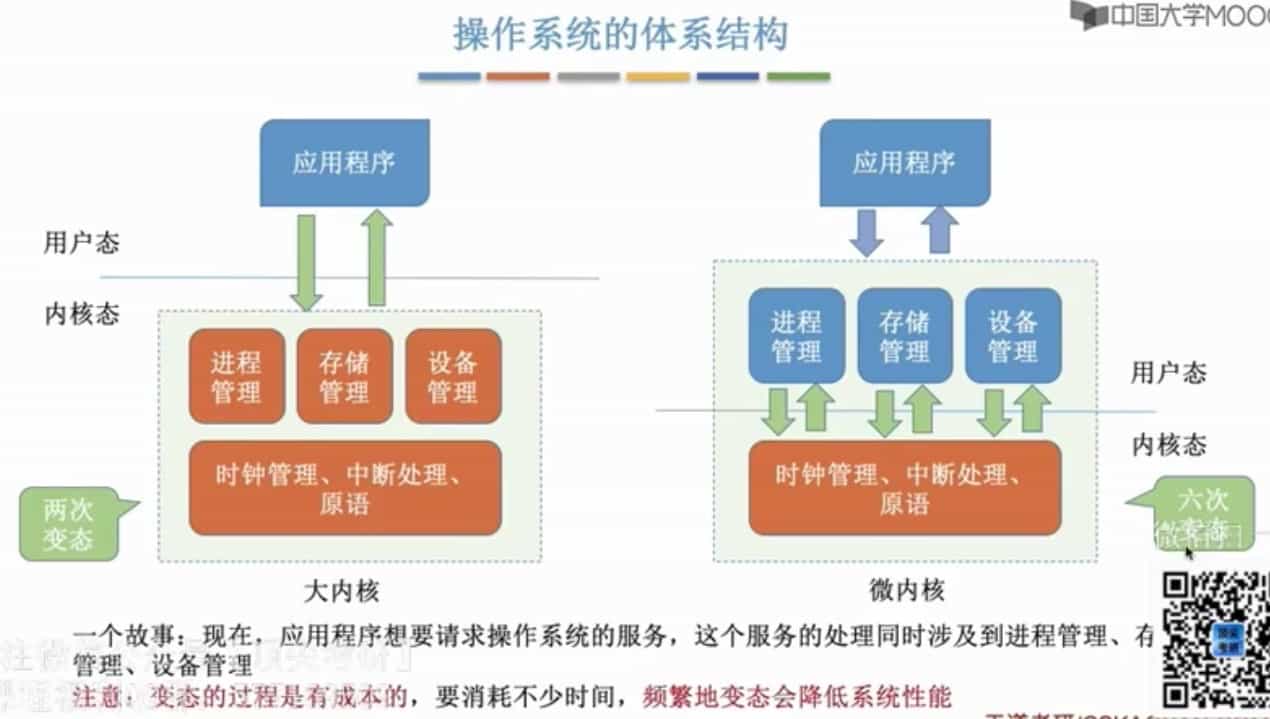 中国大学MOOC
操作系统的体系结构
应用程序
应用程序
用户态
内核态
进程
管理
存储
管理
设备
管理
时钟管理、中断处理、
原语
两次
变态
大内核
进程
管理
存储
管理
设备
管理
用户态
内核态
时钟管理、中断处理、
原语
六次
变态
微内核
一个故事：现在，应用程序想要请求操作系统的服务，这个服务的处理同时涉及到进程管理、存
管理、设备管理
注意：变态的过程是有成本的，要消耗不少时间，频繁地变态会降低系统性能